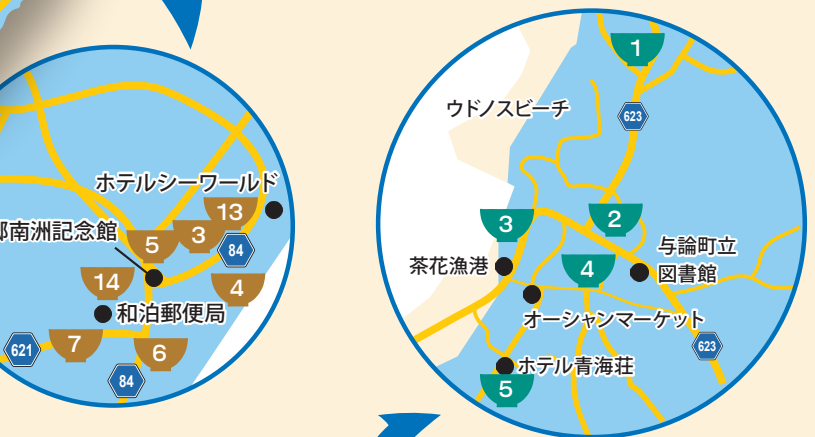 ホテルシーワールド
13
3
5
南洲記念館
84
14
4
和泊郵便局
621
7
6
84
1
ウドノスビーチ
623
3
2
与論町立
図書館
茶花漁港
4
オーシャンマーケット
623
ホテル青海荘
5